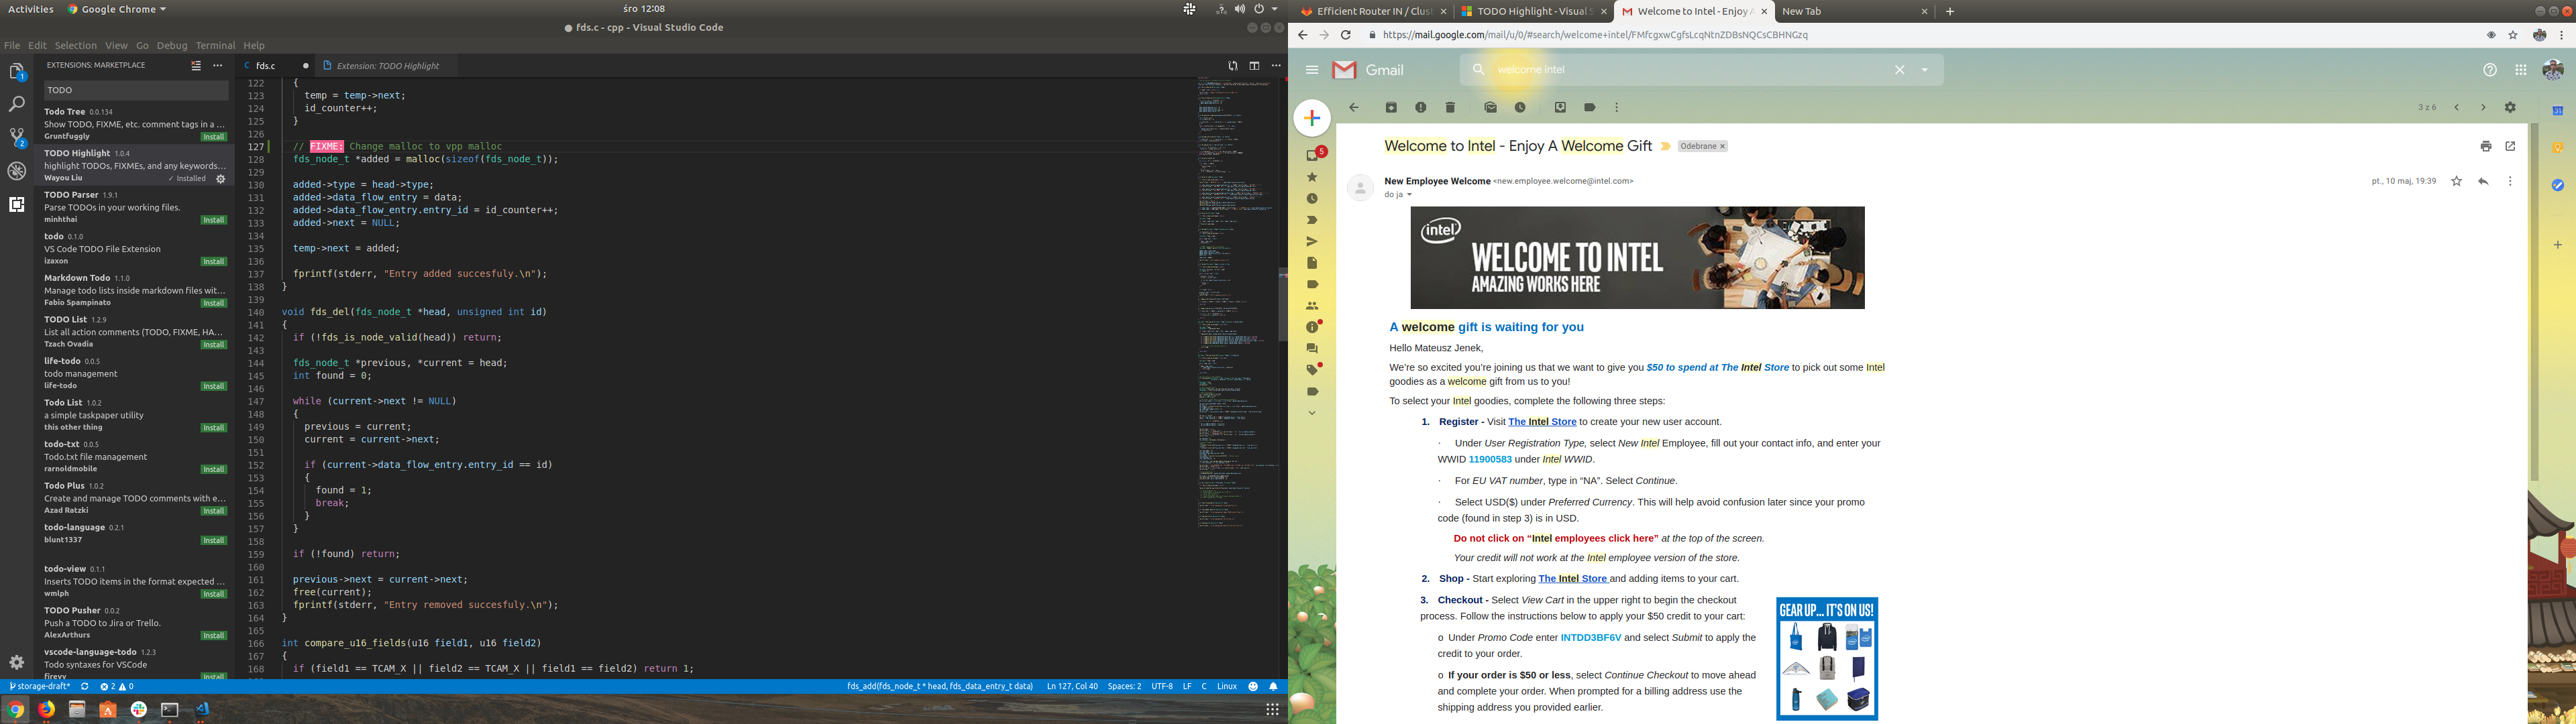 Activities
Google Chrome
śro 12:08
fds.c - cpp - Visual Studio Code
File Edit Selection View Go Debug Terminal Help
EXTENSIONS: MARKETPLACE
TODO
Todo Tree 0.0.134
Show TODO, FIXME, etc. comment tags in a ...
Gruntfuggly Install
TODO Highlight 1.0.4
highlight TODOs, FIXMEs, and any keywords...
Wayou Liu ✓ Installed
TODO Parser 1.9.1
Parse TODOs in your working files.
minhthai Install
todo 0.1.0
VS Code TODO File Extension
izaxon Install
Markdown Todo 1.1.0
Manage todo lists inside markdown files wit...
Fabio Spampinato Install
TODO List 1.2.9
List all action comments (TODO, FIXME, HA...
Tzach Ovadia Install
life-todo 0.0.5
todo management
life-todo Install
Todo List 1.0.2
a simple taskpaper utility
this other thing Install
todo-txt 0.0.5
Todo.txt file management
rarnoldmobile Install
Todo Plus 1.0.2
Create and manage TODO comments with e...
Azad Ratzki Install
todo-language 0.2.1
blunt1337 Install
todo-view 0.1.1
Inserts TODO items in the format expected ...
wmlph Install
TODO Pusher 0.0.2
Push a TODO to Jira or Trello.
AlexArthurs Install
vscode-language-todo 1.2.3
Todo syntaxes for VSCode
fireyy Install
fds.c
Extension: TODO Highlight
122 {
123 temp = temp->next;
124 id_counter++;
125 }
126
127 // FIXME: Change malloc to vpp malloc
128 fds_node_t *added = malloc(sizeof(fds_node_t));
129
130 added->type = head->type;
131 added->data_flow_entry = data;
132 added->data_flow_entry.entry_id = id_counter++;
133 added->next = NULL;
134
135 temp->next = added;
136
137 fprintf(stderr, "Entry added succesfuly.\n");
138 }
139
140 void fds_del(fds_node_t *head, unsigned int id)
141 {
142 if (!fds_is_node_valid(head)) return;
143
144 fds_node_t *previous, *current = head;
145 int found = 0;
146
147 while (current->next != NULL)
148 {
149 previous = current;
150 current = current->next;
151
152 if (current->data_flow_entry.entry_id == id)
153 {
154 found = 1;
155 break;
156 }
157 }
158
159 if (!found) return;
160
161 previous->next = current->next;
162 free(current);
163 fprintf(stderr, "Entry removed succesfuly.\n");
164 }
165
166 int compare_u16_fields(u16 field1, u16 field2)
167 {
168 if (field1 == TCAM_X || field2 == TCAM_X || field1 == field2) return 1;
storage-draft* 2 0
fds_add(fds_node_t * head, fds_data_entry_t data) Ln 127, Col 40 Spaces: 2 UTF-8 LF C Linux
Efficient Router IN / Clus
TODO Highlight - Visual S
Welcome to Intel - Enjoy A
New Tab
https://mail.google.com/mail/u/0/#search/welcome+intel/FMfcgxwCgfsLcqNtnZDBsNQCsCBHNGzq
Gmail
welcome intel
3 z 6
5
Welcome to Intel - Enjoy A Welcome Gift
Odebrane ×
New Employee Welcome <new.employee.welcome@intel.com>
pt., 10 maj, 19:39
do ja
intel
WELCOME TO INTEL
AMAZING WORKS HERE
A welcome gift is waiting for you
Hello Mateusz Jenek,
We're so excited you're joining us that we want to give you $50 to spend at The Intel Store to pick out some Intel
goodies as a welcome gift from us to you!
To select your Intel goodies, complete the following three steps:
1. Register - Visit The Intel Store to create your new user account.
· Under User Registration Type, select New Intel Employee, fill out your contact info, and enter your
WWID 11900583 under Intel WWID.
· For EU VAT number, type in “NA”. Select Continue.
· Select USD($) under Preferred Currency. This will help avoid confusion later since your promo
code (found in step 3) is in USD.
Do not click on “Intel employees click here” at the top of the screen.
Your credit will not work at the Intel employee version of the store.
2. Shop - Start exploring The Intel Store and adding items to your cart.
3. Checkout - Select View Cart in the upper right to begin the checkout
process. Follow the instructions below to apply your $50 credit to your cart:
o Under Promo Code enter INTDD3BF6V and select Submit to apply the
credit to your order.
o If your order is $50 or less, select Continue Checkout to move ahead
and complete your order. When prompted for a billing address use the
shipping address you provided earlier.
GEAR UP... IT'S ON US!